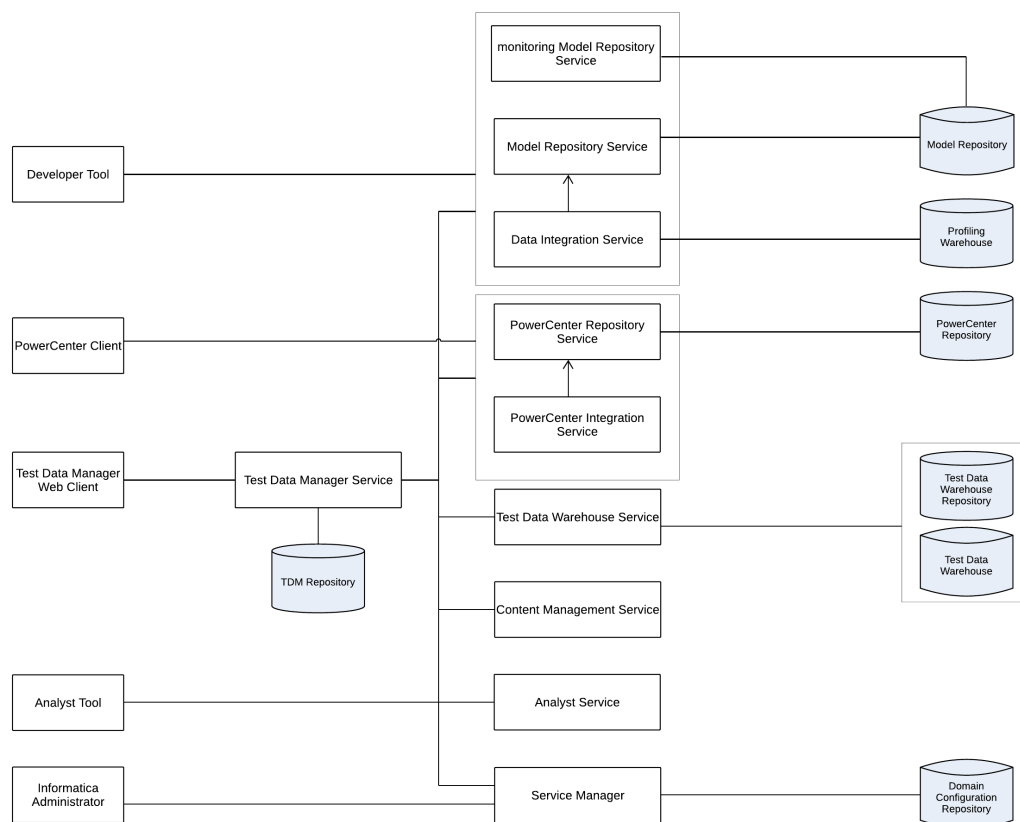 monitoring Model Repository
Service
Model Repository Service
Model Repository
Developer Tool
Data Integration Service
Profiling
Warehouse
PowerCenter Client
PowerCenter Repository
Service
PowerCenter
Repository
PowerCenter Integration
Service
Test Data Manager
Web Client
Test Data Manager Service
Test Data
Warehouse
Repository
Test Data Warehouse Service
Test Data
Warehouse
TDM Repository
Content Management Service
Analyst Tool
Analyst Service
Informatica
Administrator
Service Manager
Domain
Configuration
Repository